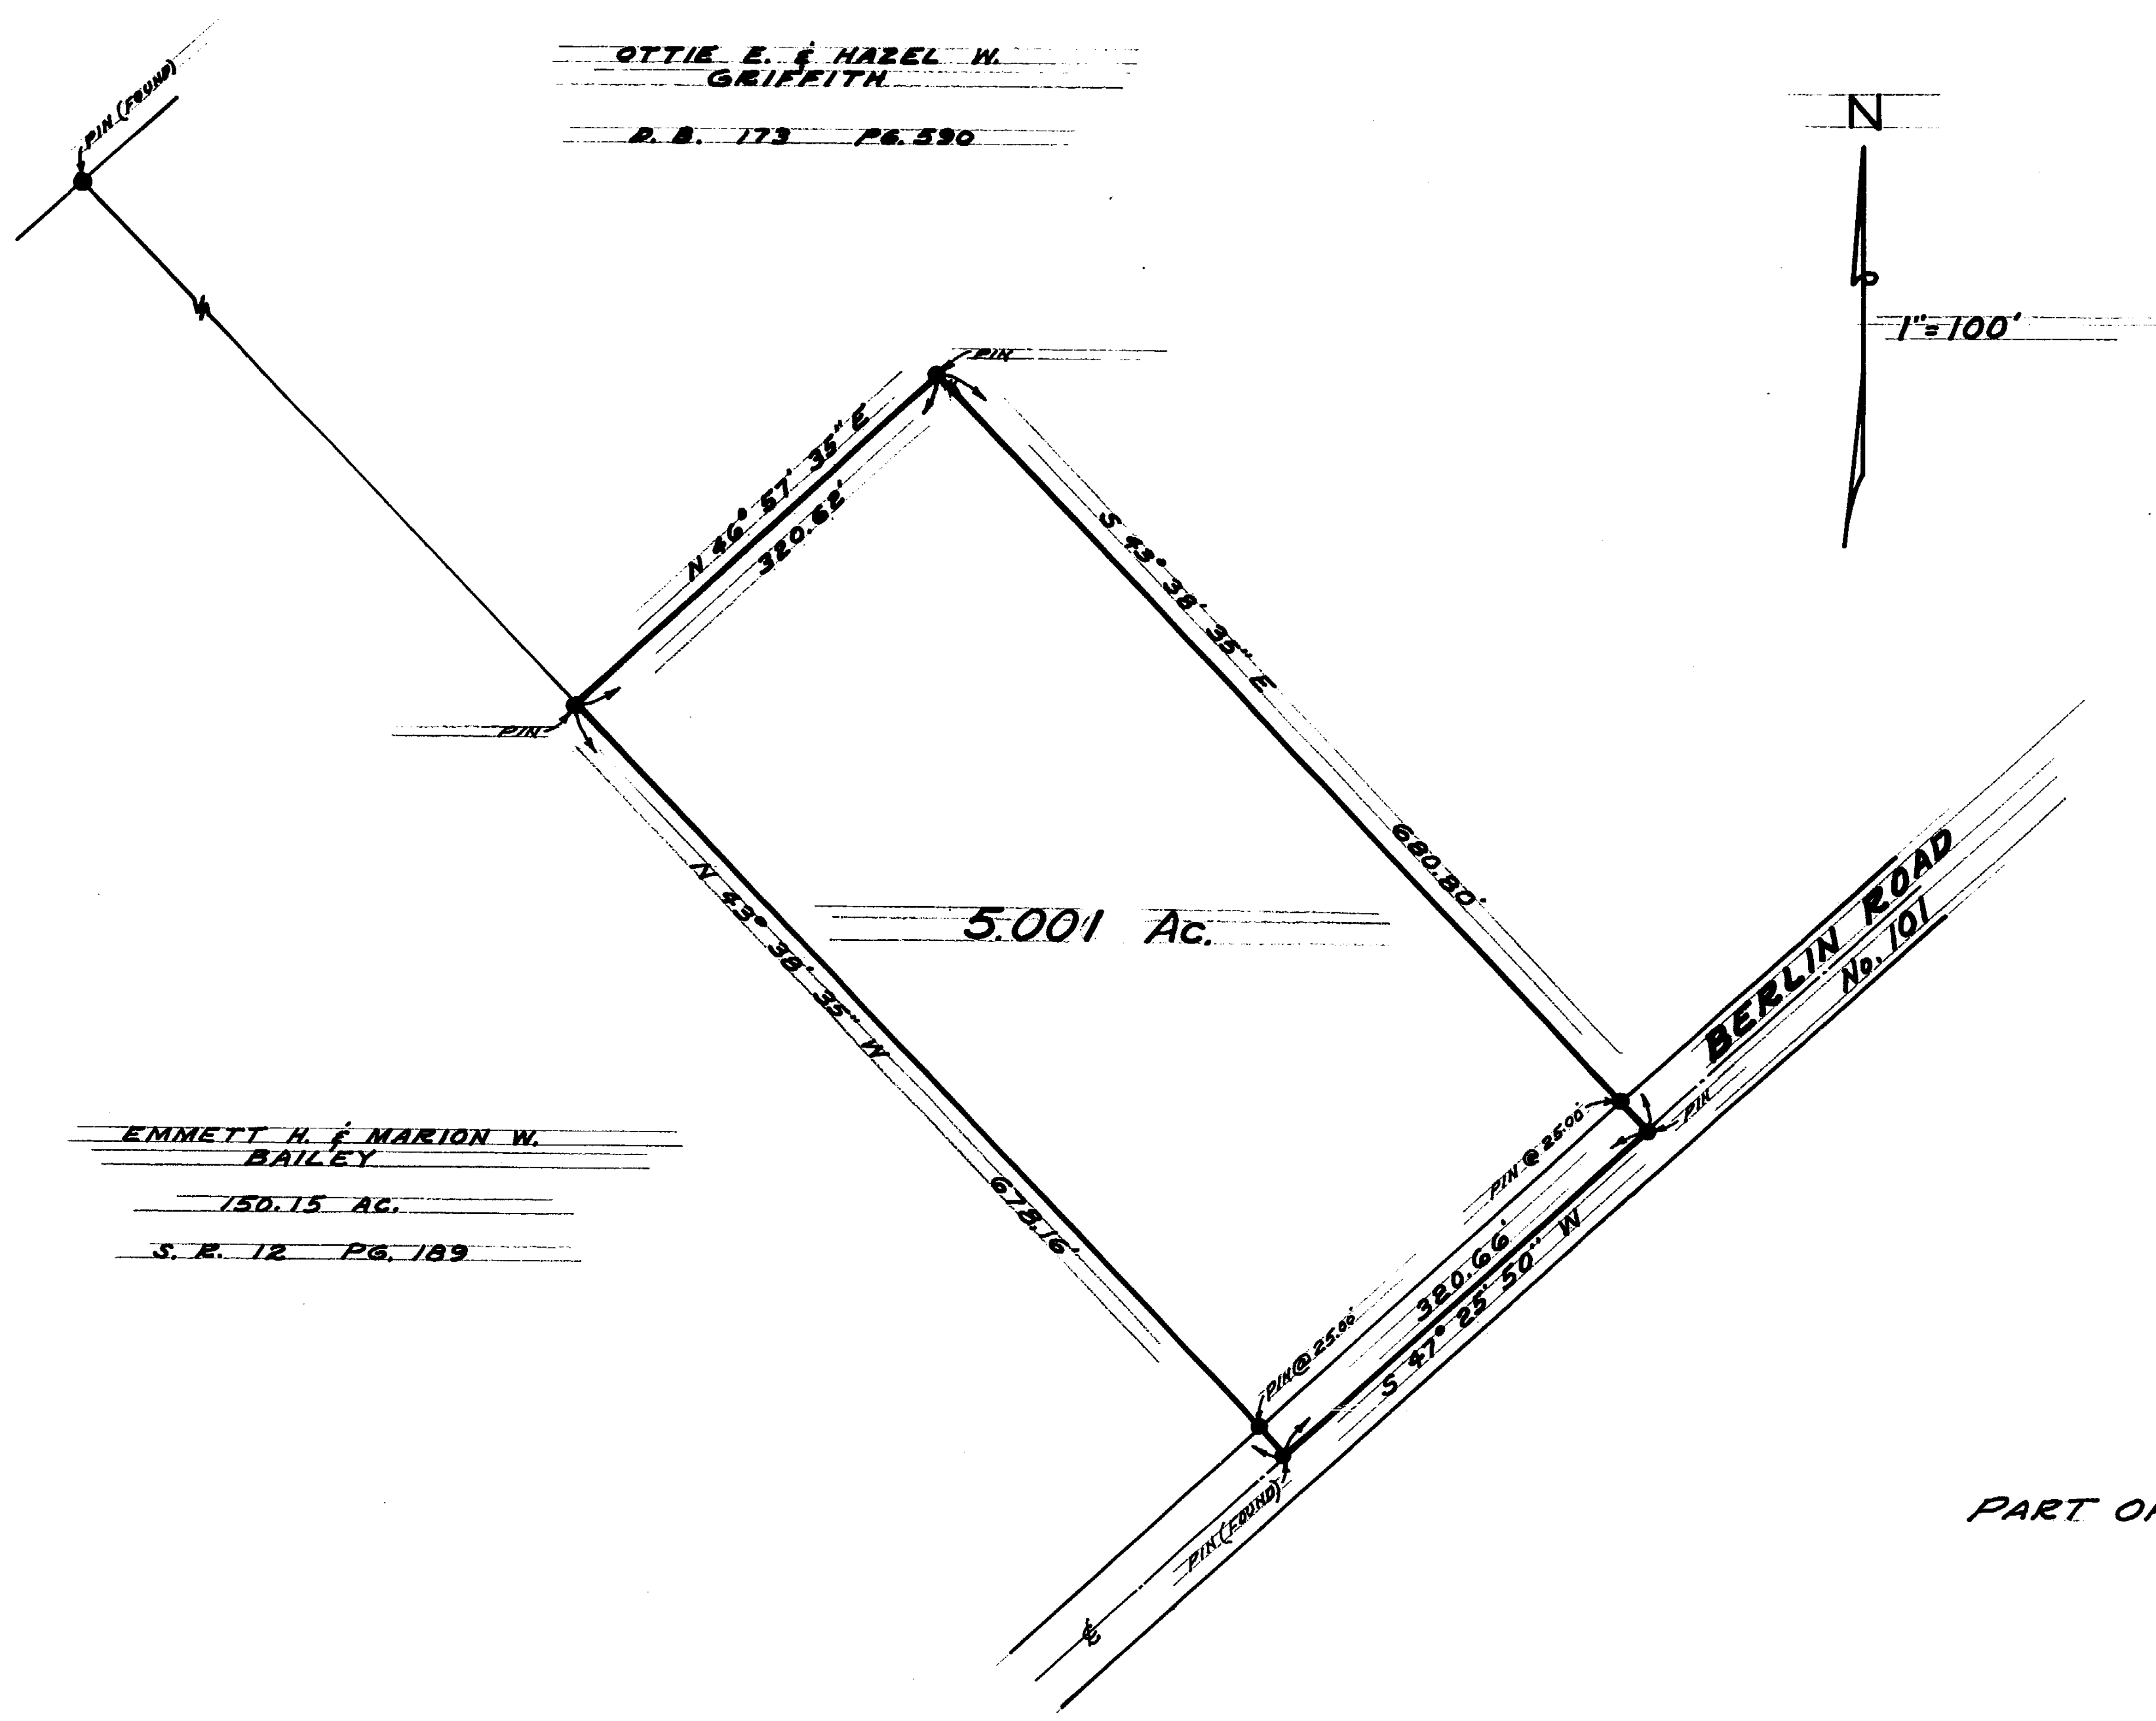 OTTIE E. & HAZEL W.
GRIFFITH
D. B. 173 PG. 590
PIN (FOUND)
N
1"=100'
PIN
N 46° 57' 35" E
320.62'
S 43° 38' 35" E
680.80'
PIN
N 43° 38' 35" W
678.16'
5.001 Ac.
BERLIN ROAD
No. 101
PIN
PIN @ 25.00'
EMMETT H. & MARION W.
BAILEY
150.15 AC.
S. R. 12 PG. 189
320.66'
S 47° 25' 50" W
PIN @ 25.00'
PIN (FOUND)
℄
PART OF